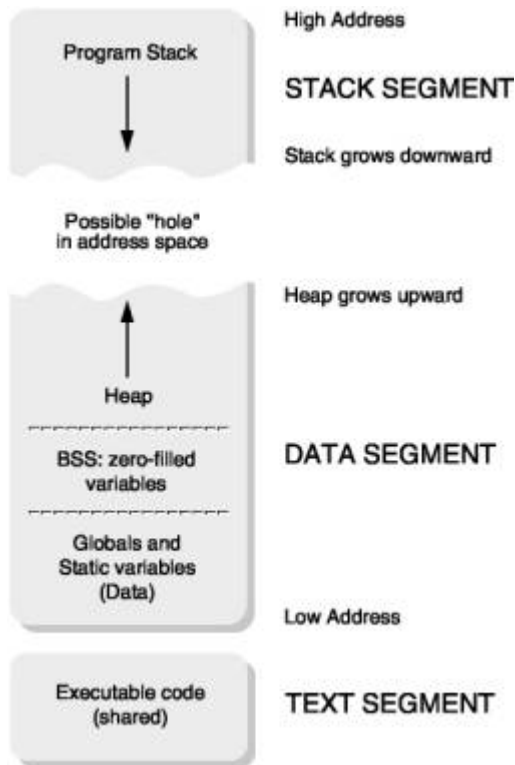 High Address
Program Stack
STACK SEGMENT
Stack grows downward
Possible "hole"
in address space
Heap grows upward
Heap
BSS: zero-filled
variables
DATA SEGMENT
Globals and
Static variables
(Data)
Low Address
Executable code
(shared)
TEXT SEGMENT